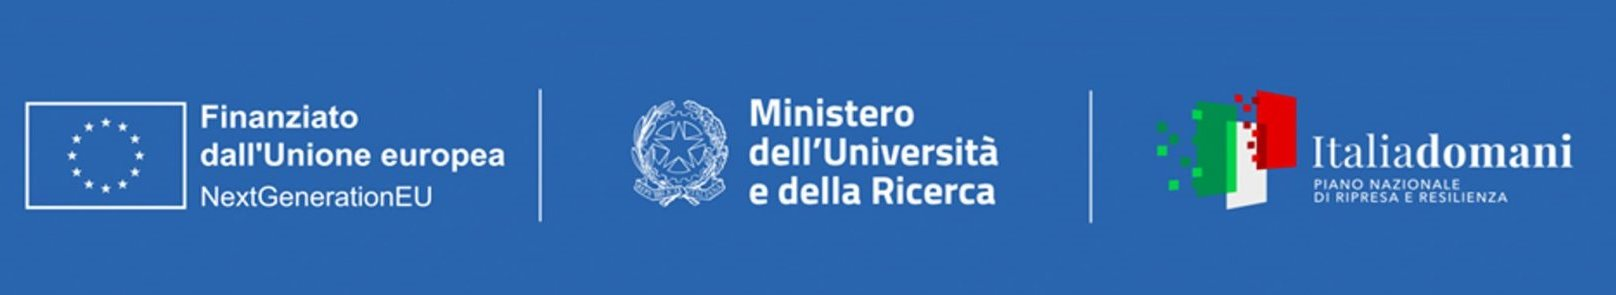 Finanziato
dall'Unione europea
NextGenerationEU
Ministero
dell'Università
e della Ricerca
Italiadomani
PIANO NAZIONALE
DI RIPRESA E RESILIENZA